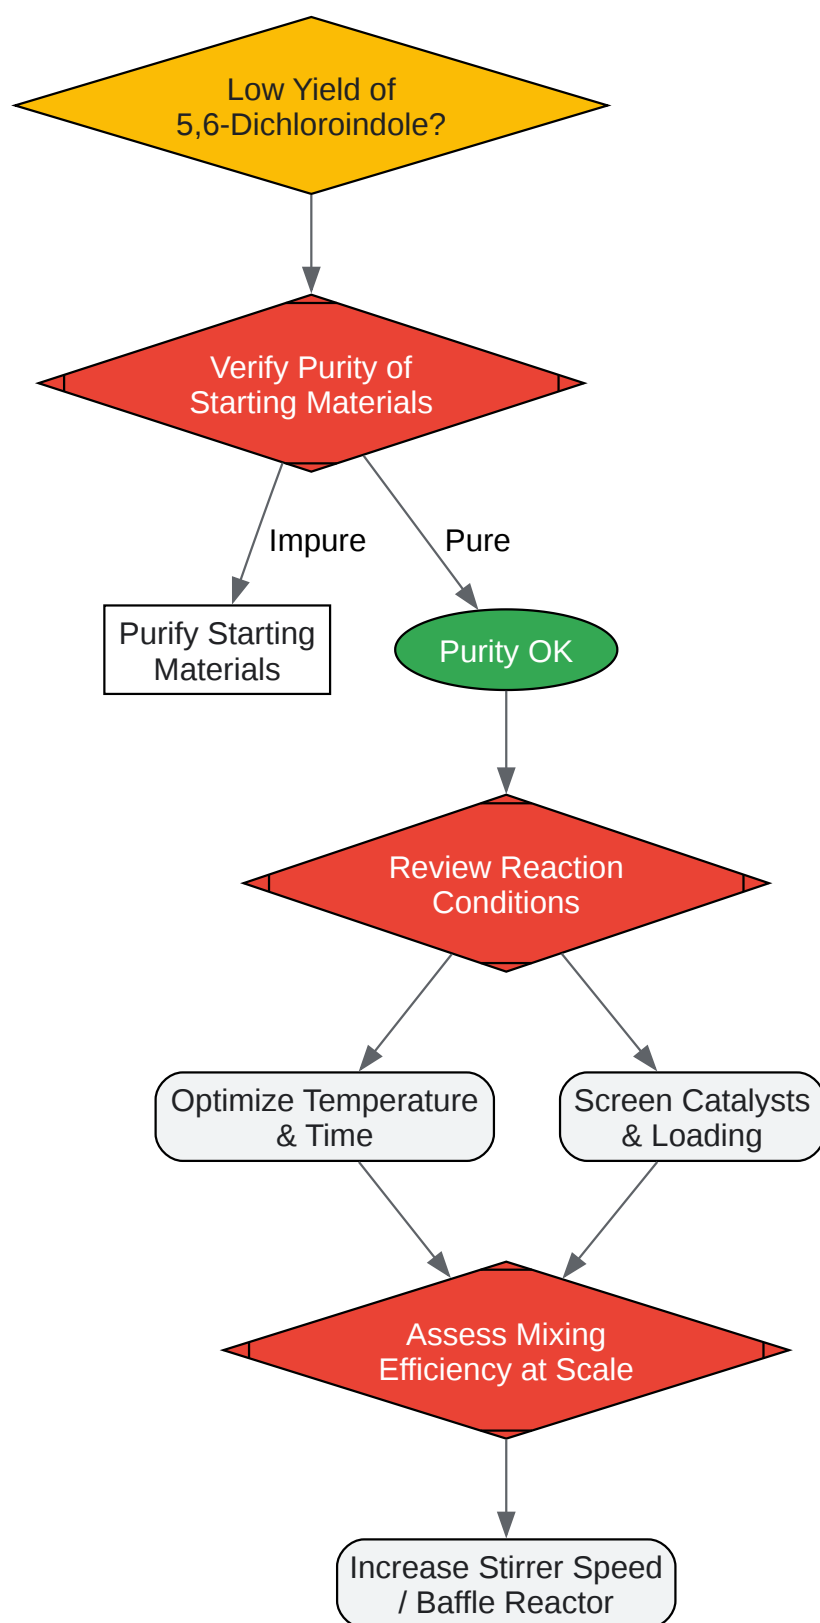 Low Yield of
5,6-Dichloroindole?
Verify Purity of
Starting Materials
Impure
Pure
Purify Starting
Materials
Purity OK
Review Reaction
Conditions
Optimize Temperature
& Time
Screen Catalysts
& Loading
Assess Mixing
Efficiency at Scale
Increase Stirrer Speed
/ Baffle Reactor